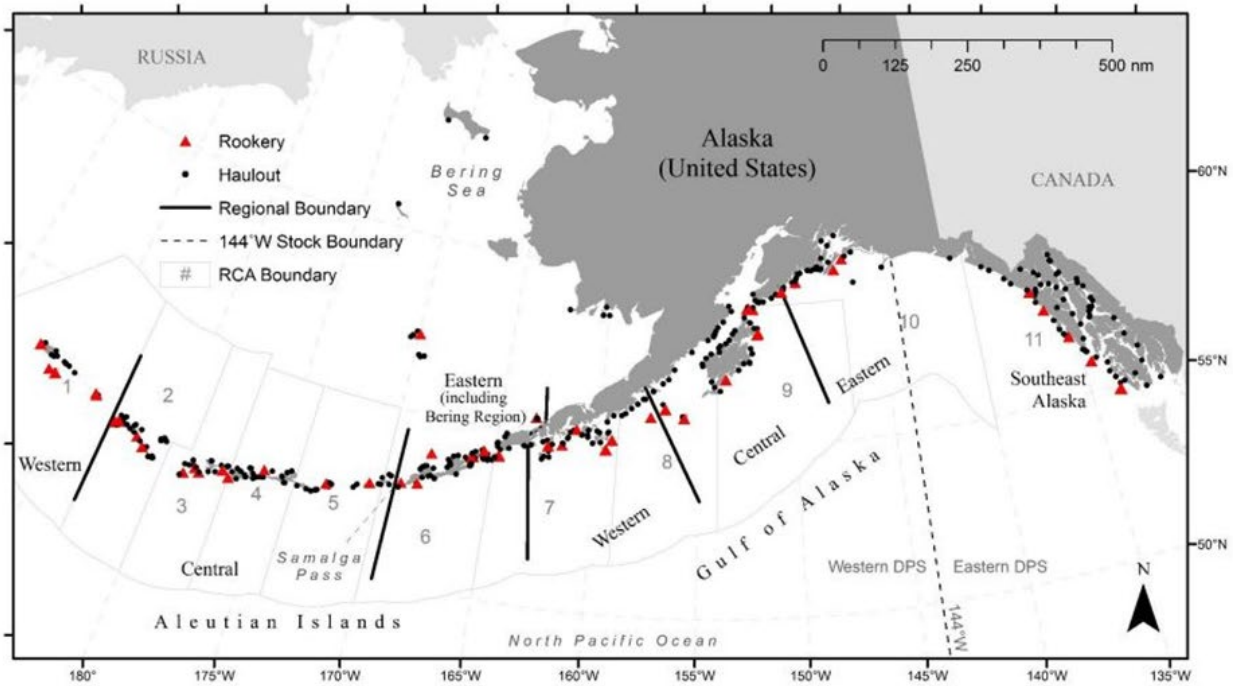 RUSSIA
0 125 250 500 nm
Rookery
Haulout
Regional Boundary
144°W Stock Boundary
# RCA Boundary
Bering
Sea
Alaska
(United States)
CANADA
60°N
55°N
50°N
1
2
3
4
5
6
7
8
9
10
11
Western
Central
Samalga
Pass
Eastern
(including
Bering Region)
Western
Central
Eastern
Southeast
Alaska
Gulf of Alaska
Western DPS
Eastern DPS
144°W
N
Aleutian Islands
North Pacific Ocean
180° 175°W 170°W 165°W 160°W 155°W 150°W 145°W 140°W 135°W